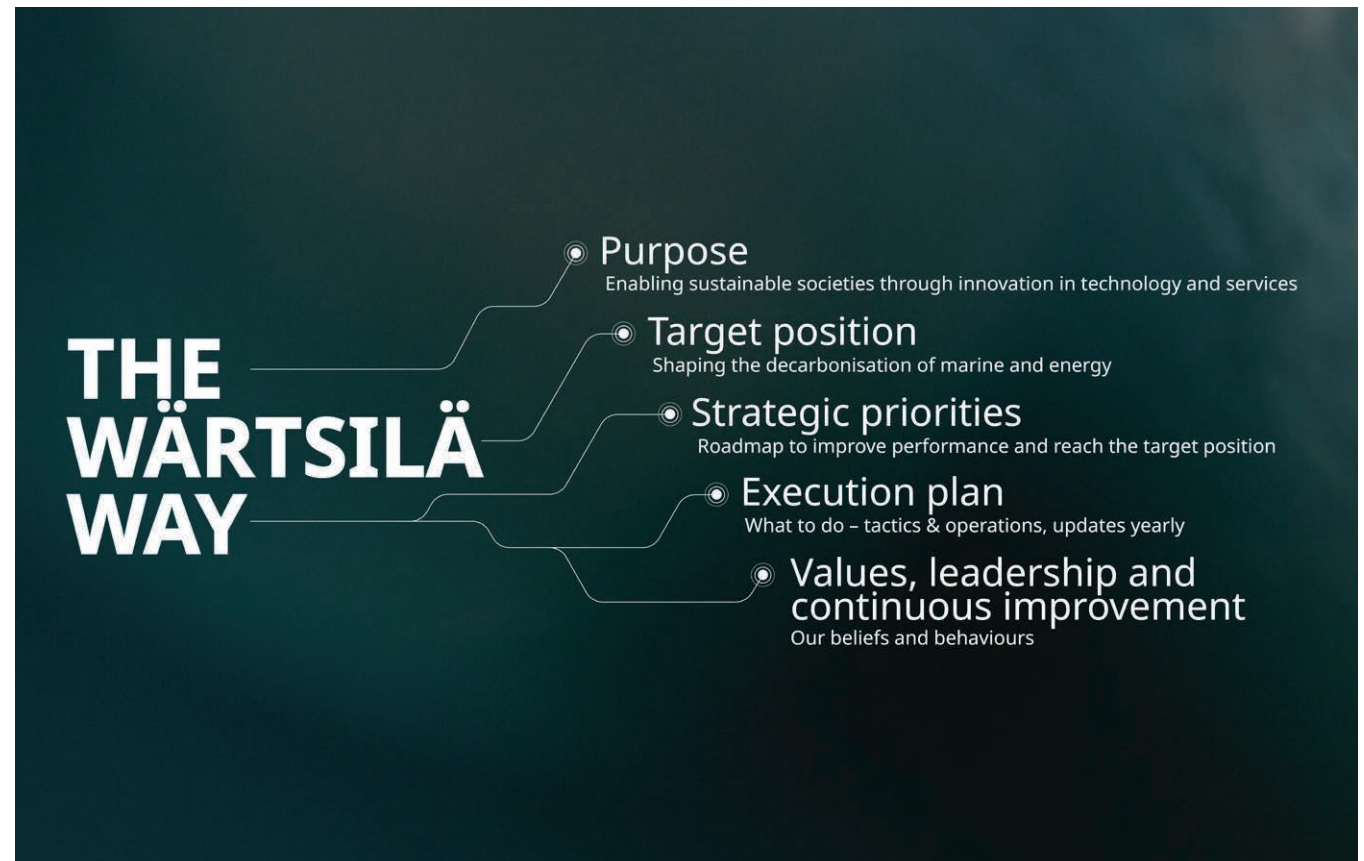 THE
WÄRTSILÄ
WAY
Purpose
Enabling sustainable societies through innovation in technology and services
Target position
Shaping the decarbonisation of marine and energy
Strategic priorities
Roadmap to improve performance and reach the target position
Execution plan
What to do – tactics & operations, updates yearly
Values, leadership and
continuous improvement
Our beliefs and behaviours